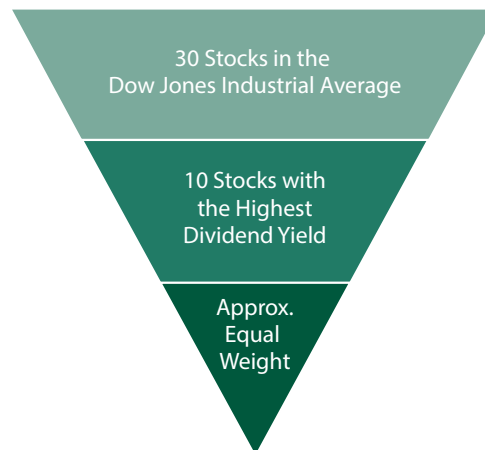 30 Stocks in the
Dow Jones Industrial Average
10 Stocks with
the Highest
Dividend Yield
Approx.
Equal
Weight